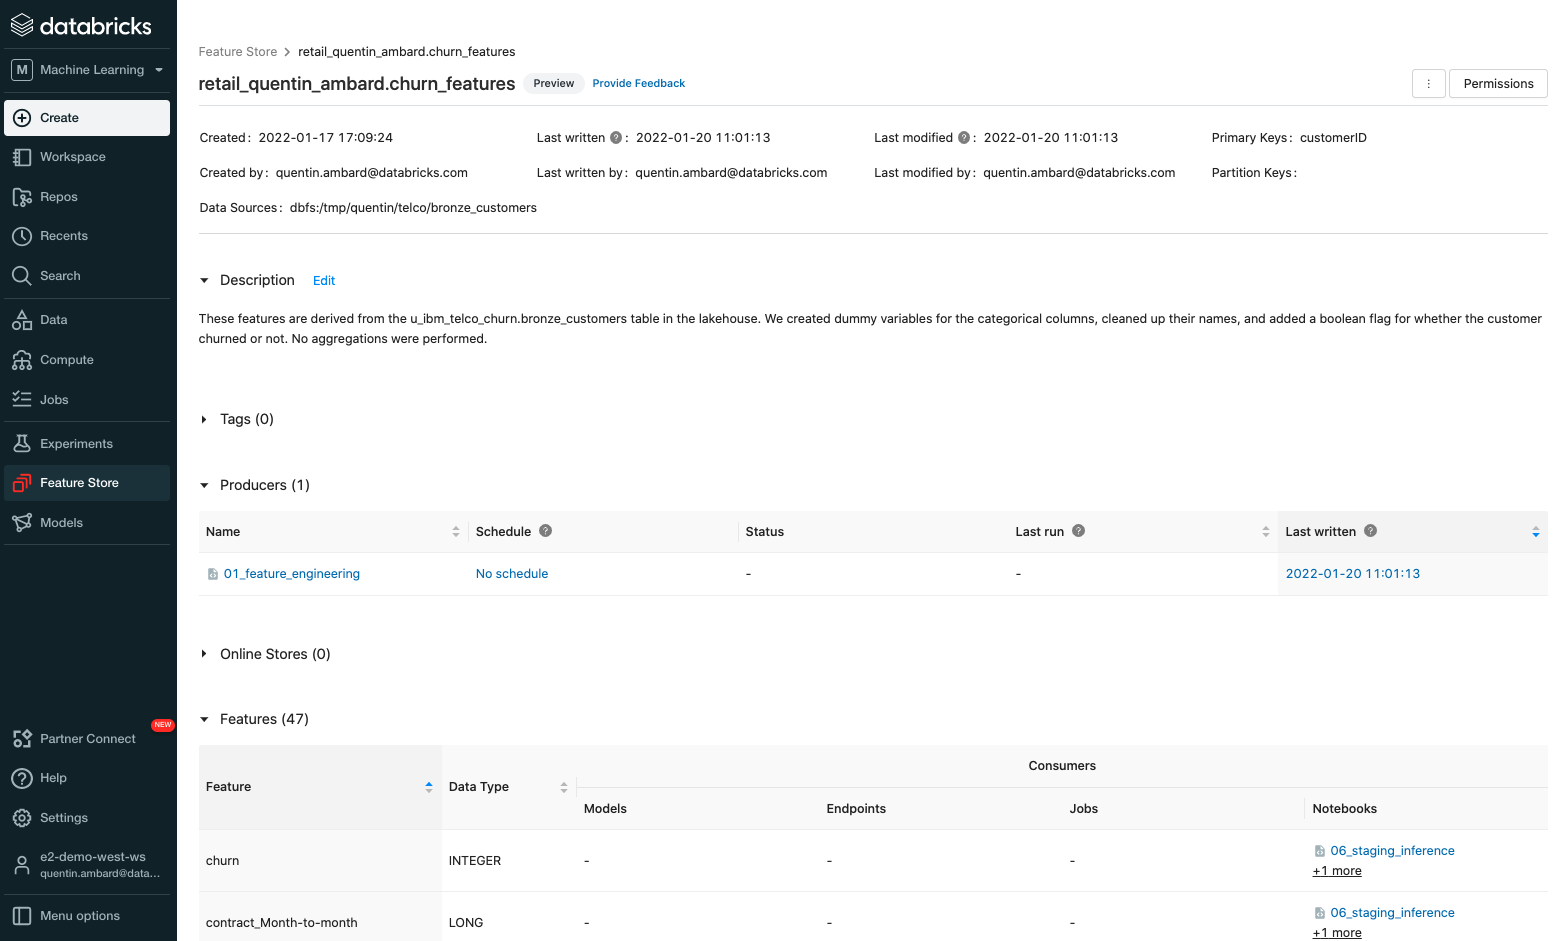 databricks
M Machine Learning
Create
Workspace
Repos
Recents
Search
Data
Compute
Jobs
Experiments
Feature Store
Models
NEW
Partner Connect
Help
Settings
e2-demo-west-ws
quentin.ambard@data...
Menu options
Feature Store > retail_quentin_ambard.churn_features
retail_quentin_ambard.churn_features Preview Provide Feedback
Permissions
Created: 2022-01-17 17:09:24 Last written ?: 2022-01-20 11:01:13 Last modified ?: 2022-01-20 11:01:13 Primary Keys: customerID
Created by: quentin.ambard@databricks.com Last written by: quentin.ambard@databricks.com Last modified by: quentin.ambard@databricks.com Partition Keys:
Data Sources: dbfs:/tmp/quentin/telco/bronze_customers
Description Edit
These features are derived from the u_ibm_telco_churn.bronze_customers table in the lakehouse. We created dummy variables for the categorical columns, cleaned up their names, and added a boolean flag for whether the customer
churned or not. No aggregations were performed.
Tags (0)
Producers (1)
Name Schedule ? Status Last run ? Last written ?
01_feature_engineering No schedule - - 2022-01-20 11:01:13
Online Stores (0)
Features (47)
Consumers
Feature Data Type
Models Endpoints Jobs Notebooks
churn INTEGER - - - 06_staging_inference
+1 more
contract_Month-to-month LONG - - - 06_staging_inference
+1 more